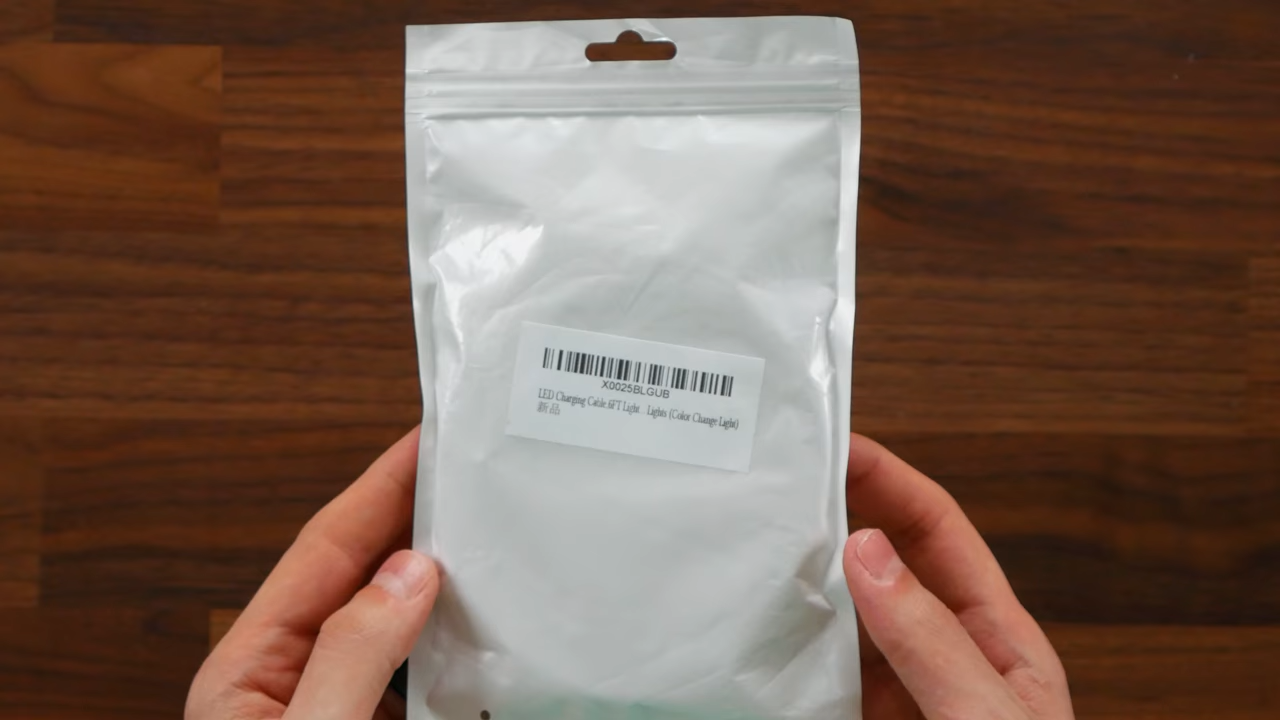 X0025BLGUB
LED Charging Cable,6FT Light...Lights (Color Change Light)
新品